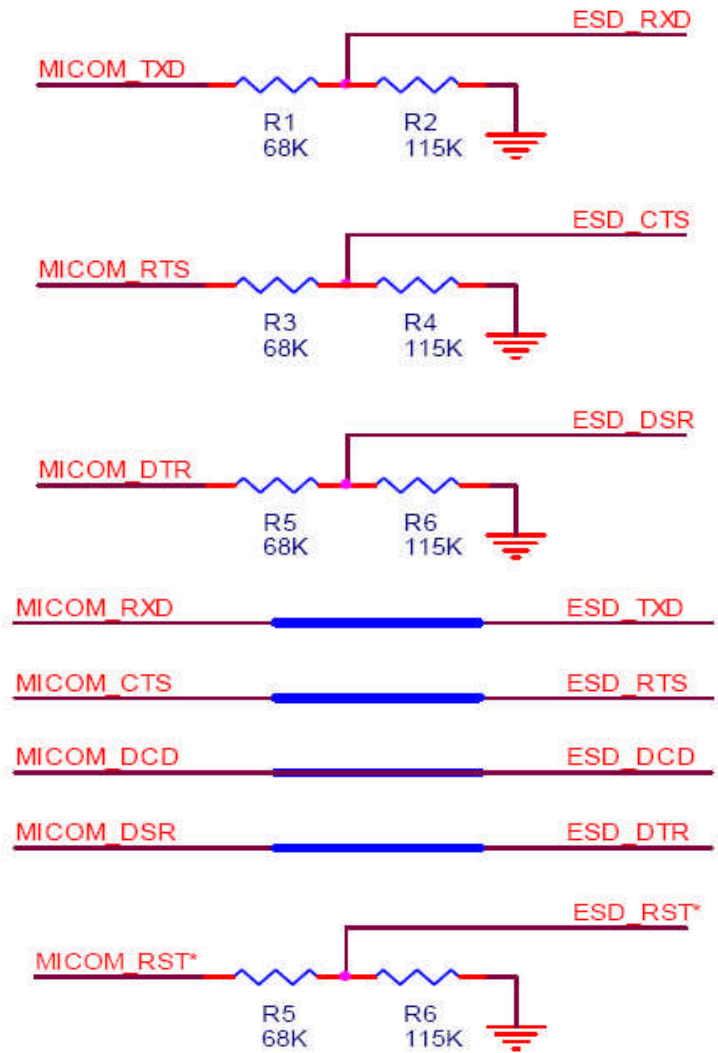 ESD_RXD
MICOM_TXD
R1 R2
68K 115K
ESD_CTS
MICOM_RTS
R3 R4
68K 115K
ESD_DSR
MICOM_DTR
R5 R6
68K 115K
MICOM_RXD ESD_TXD
MICOM_CTS ESD_RTS
MICOM_DCD ESD_DCD
MICOM_DSR ESD_DTR
ESD_RST*
MICOM_RST*
R5 R6
68K 115K